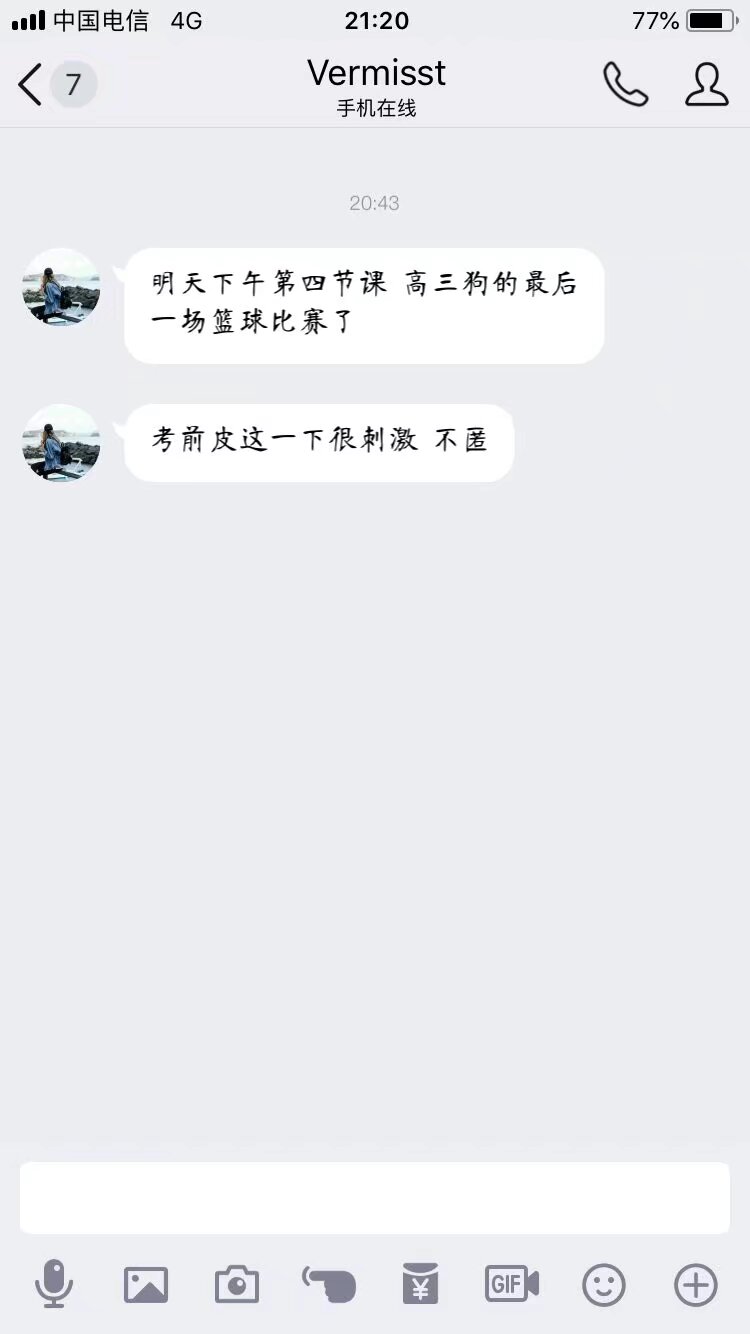 中国电信 4G 21:20 77%
7 Vermisst
手机在线
20:43
明天下午第四节课 高三狗的最后
一场篮球比赛了
考前皮这一下很刺激 不匿
¥ GIF